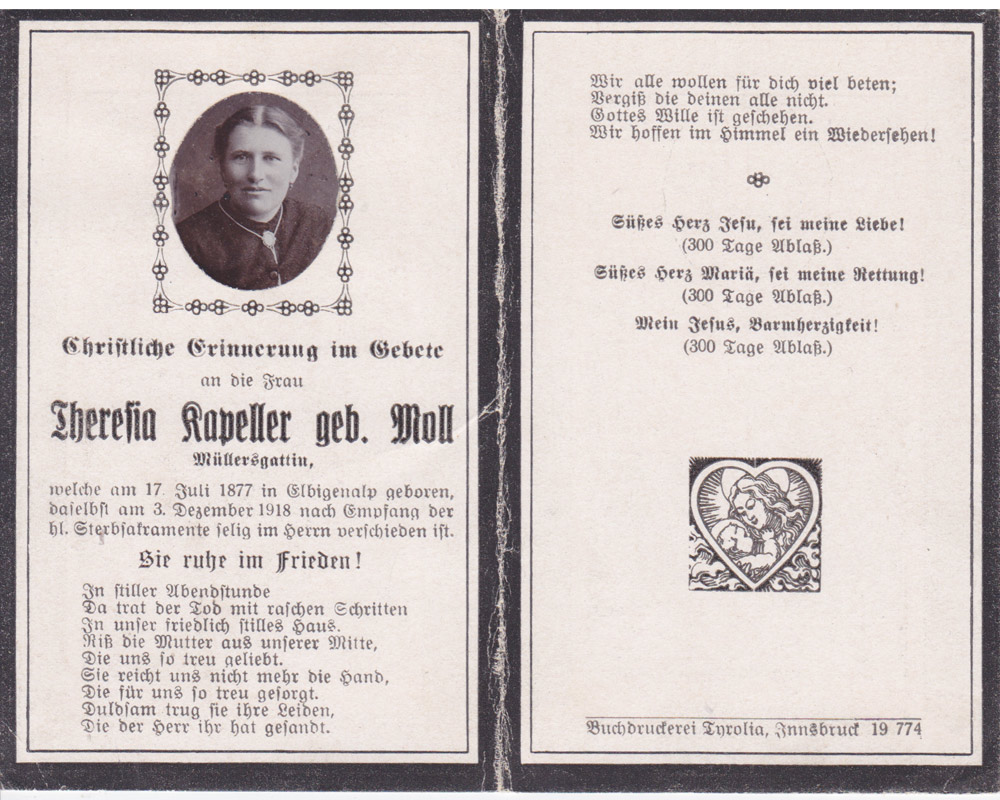 Christliche Erinnerung im Gebete
an die Frau
Theresia Kapeller geb. Moll
Müllersgattin,
welche am 17. Juli 1877 in Elbigenalp geboren,
daselbst am 3. Dezember 1918 nach Empfang der
hl. Sterbsakramente selig im Herrn verschieden ist.
Sie ruhe im Frieden!
In stiller Abendstunde
Da trat der Tod mit raschen Schritten
In unser friedlich stilles Haus.
Riß die Mutter aus unserer Mitte,
Die uns so treu geliebt.
Sie reicht uns nicht mehr die Hand,
Die für uns so treu gesorgt.
Duldsam trug sie ihre Leiden,
Die der Herr ihr hat gesandt.
Wir alle wollen für dich viel beten;
Vergiß die deinen alle nicht.
Gottes Wille ist geschehen.
Wir hoffen im Himmel ein Wiedersehen!
Süßes Herz Jesu, sei meine Liebe!
(300 Tage Ablaß.)
Süßes Herz Mariä, sei meine Rettung!
(300 Tage Ablaß.)
Mein Jesus, Barmherzigkeit!
(300 Tage Ablaß.)
Buchdruckerei Tyrolia, Innsbruck 19 774